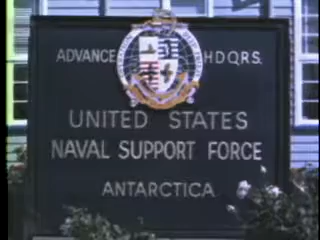 ADVANCE HDQRS.
UNITED STATES
NAVAL SUPPORT FORCE
ANTARCTICA